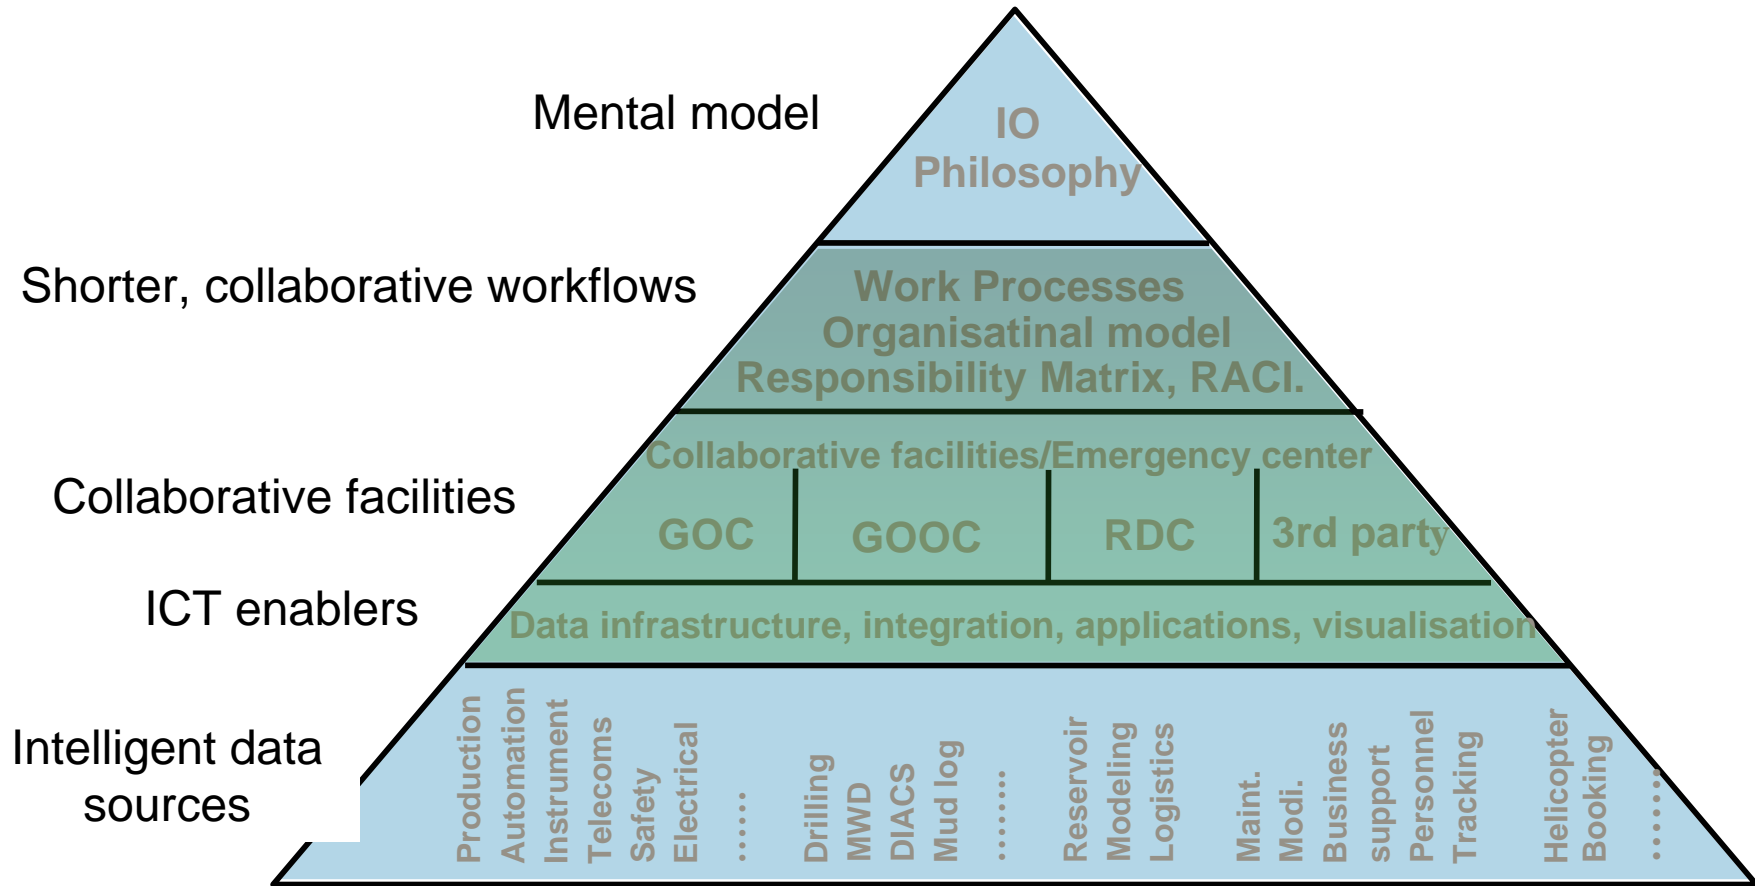 Mental model
IO
Philosophy
Shorter, collaborative workflows
Work Processes
Organisatinal model
Responsibility Matrix, RACI.
Collaborative facilities/Emergency center
Collaborative facilities
GOC
GOOC
RDC
3rd party
ICT enablers
Data infrastructure, integration, applications, visualisation
Intelligent data
sources
Production
Automation
Instrument
Telecoms
Safety
Electrical
......
Drilling
MWD
DIACS
Mud log
........
Reservoir
Modeling
Logistics
Maint.
Modi.
Business
support
Personnel
Tracking
Helicopter
Booking
........